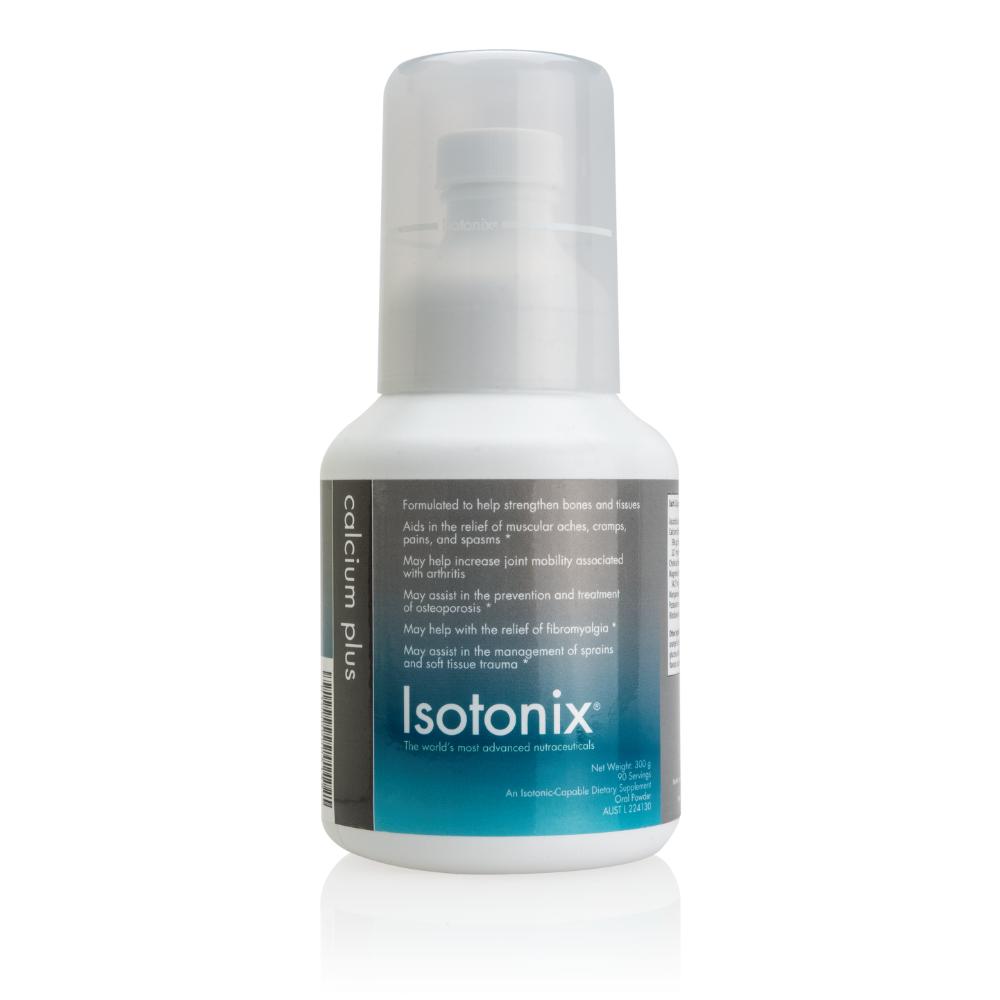 Isotonix®
calcium plus
Formulated to help strengthen bones and tissues
Aids in the relief of muscular aches, cramps,
pains, and spasms *
May help increase joint mobility associated
with arthritis
May assist in the prevention and treatment
of osteoporosis *
May help with the relief of fibromyalgia *
May assist in the management of sprains
and soft tissue trauma *
Isotonix®
The world's most advanced nutraceuticals
Net Weight: 300 g
90 Servings
An Isotonic-Capable Dietary Supplement
Oral Powder
AUST L 224130
Each